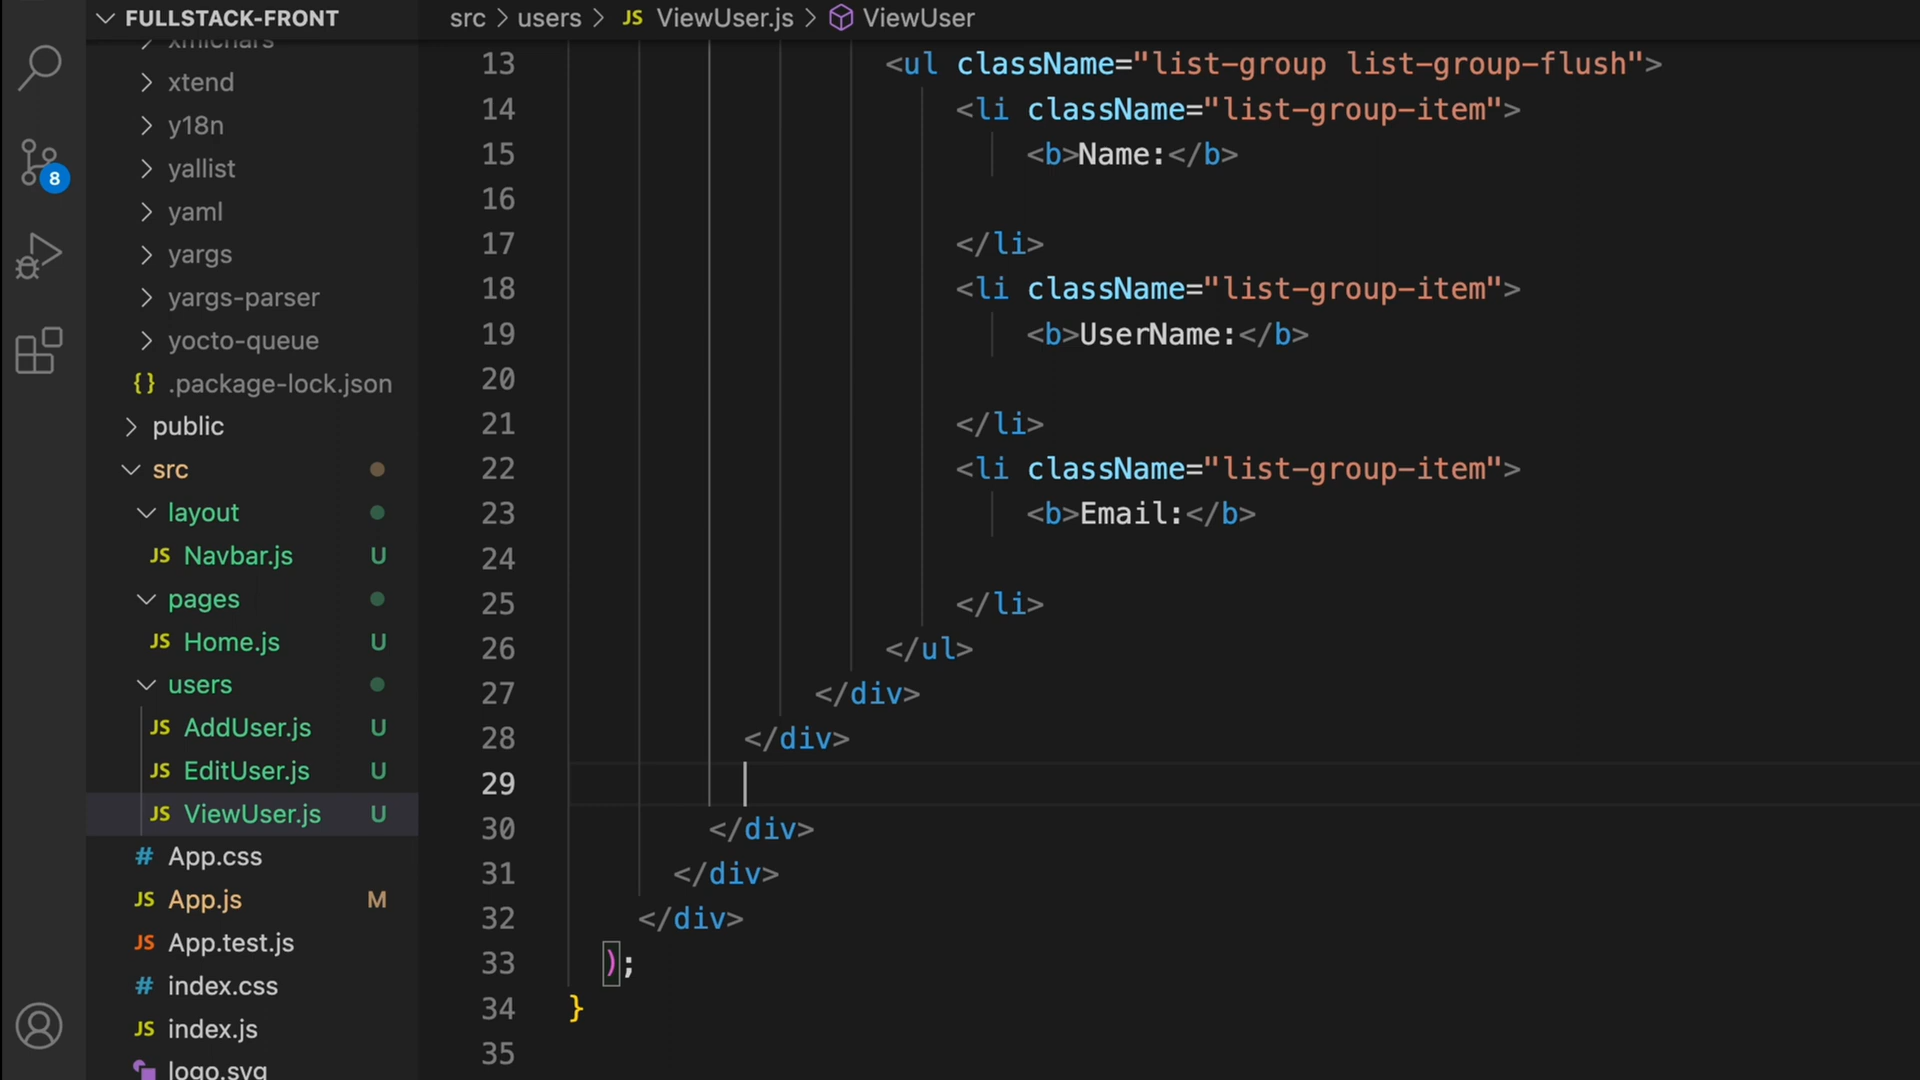 FULLSTACK-FRONT
xmlchars
xtend
y18n
yallist
yaml
yargs
yargs-parser
yocto-queue
{} .package-lock.json
public
src
layout
JS Navbar.js U
pages
JS Home.js U
users
JS AddUser.js U
JS EditUser.js U
JS ViewUser.js U
# App.css
JS App.js M
JS App.test.js
# index.css
JS index.js
logo.svg
8
src > users > JS ViewUser.js > ViewUser
13 <ul className="list-group list-group-flush">
14 <li className="list-group-item">
15 <b>Name:</b>
16
17 </li>
18 <li className="list-group-item">
19 <b>UserName:</b>
20
21 </li>
22 <li className="list-group-item">
23 <b>Email:</b>
24
25 </li>
26 </ul>
27 </div>
28 </div>
29
30 </div>
31 </div>
32 </div>
33 );
34 }
35